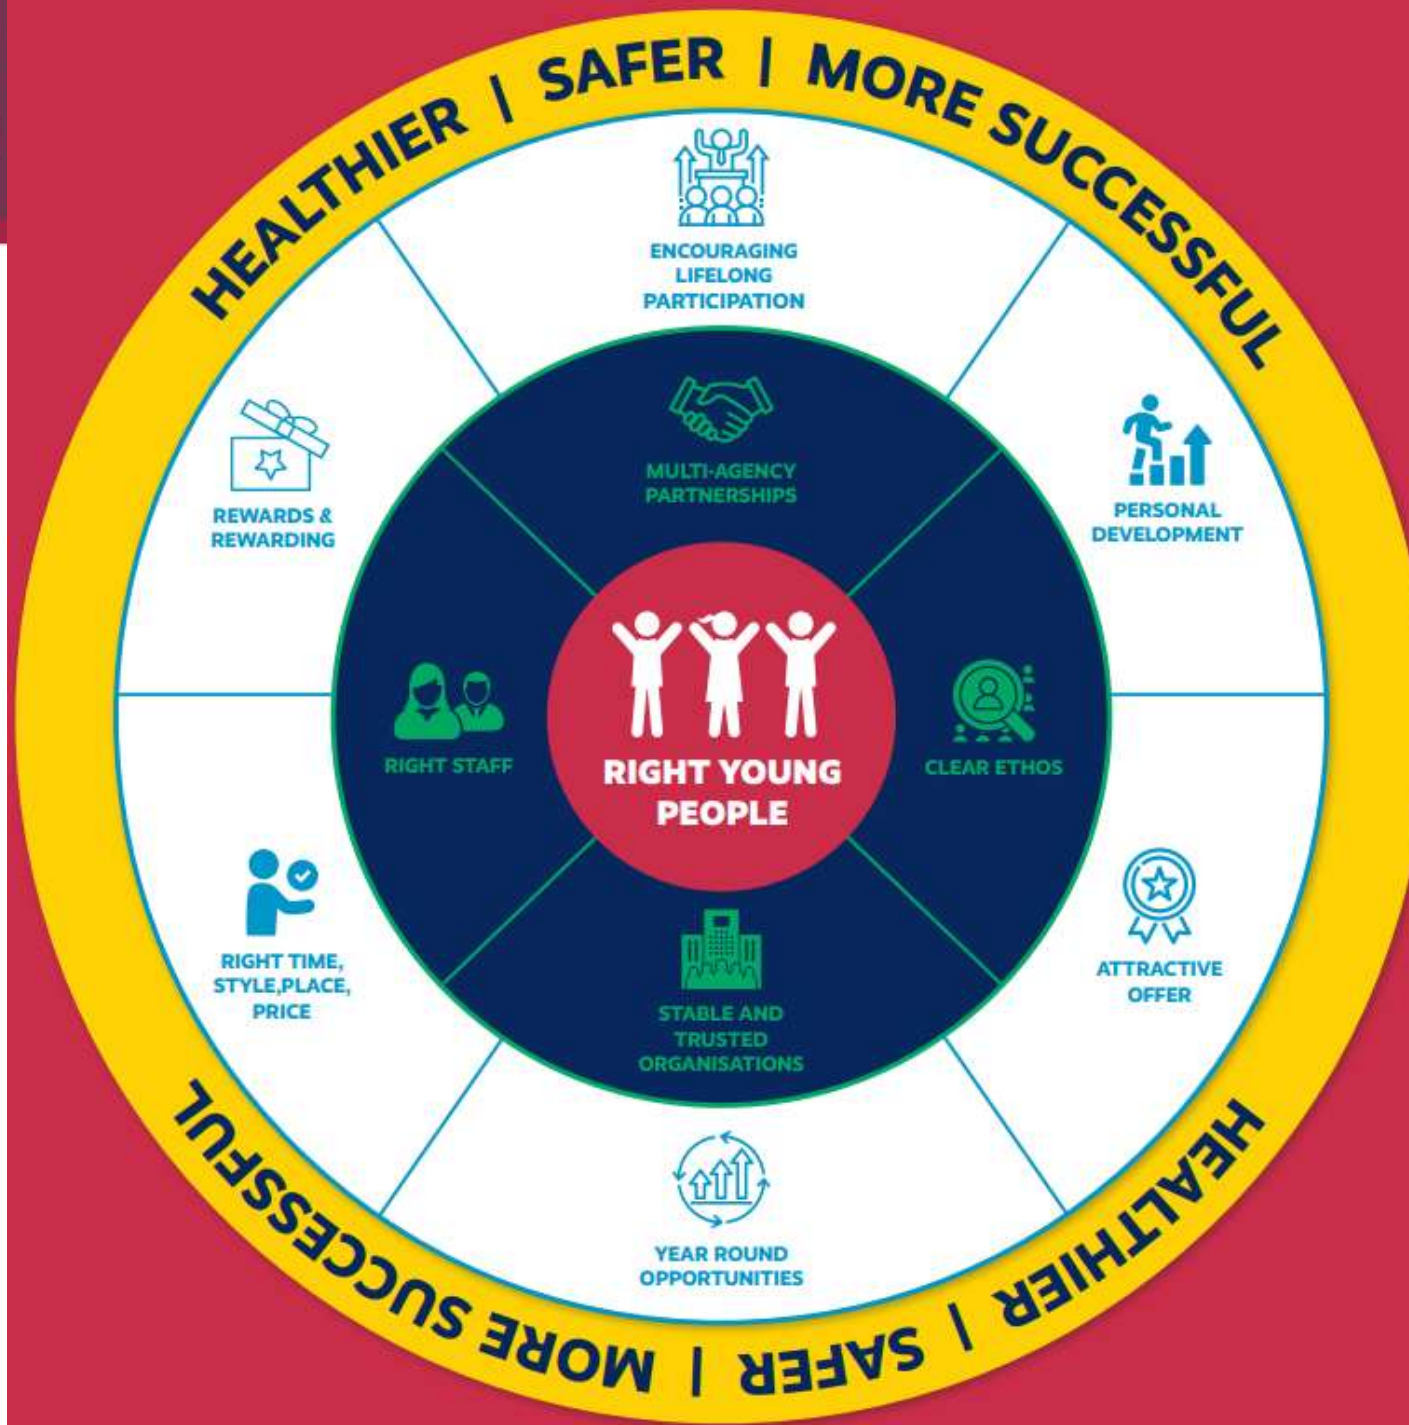 HEALTHIER | SAFER | MORE SUCCESSFUL
ENCOURAGING
LIFELONG
PARTICIPATION
REWARDS &
REWARDING
MULTI-AGENCY
PARTNERSHIPS
PERSONAL
DEVELOPMENT
RIGHT STAFF
RIGHT YOUNG
PEOPLE
CLEAR ETHOS
RIGHT TIME,
STYLE,PLACE,
PRICE
STABLE AND
TRUSTED
ORGANISATIONS
ATTRACTIVE
OFFER
YEAR ROUND
OPPORTUNITIES
HEALTHIER | SAFER | MORE SUCCESSFUL